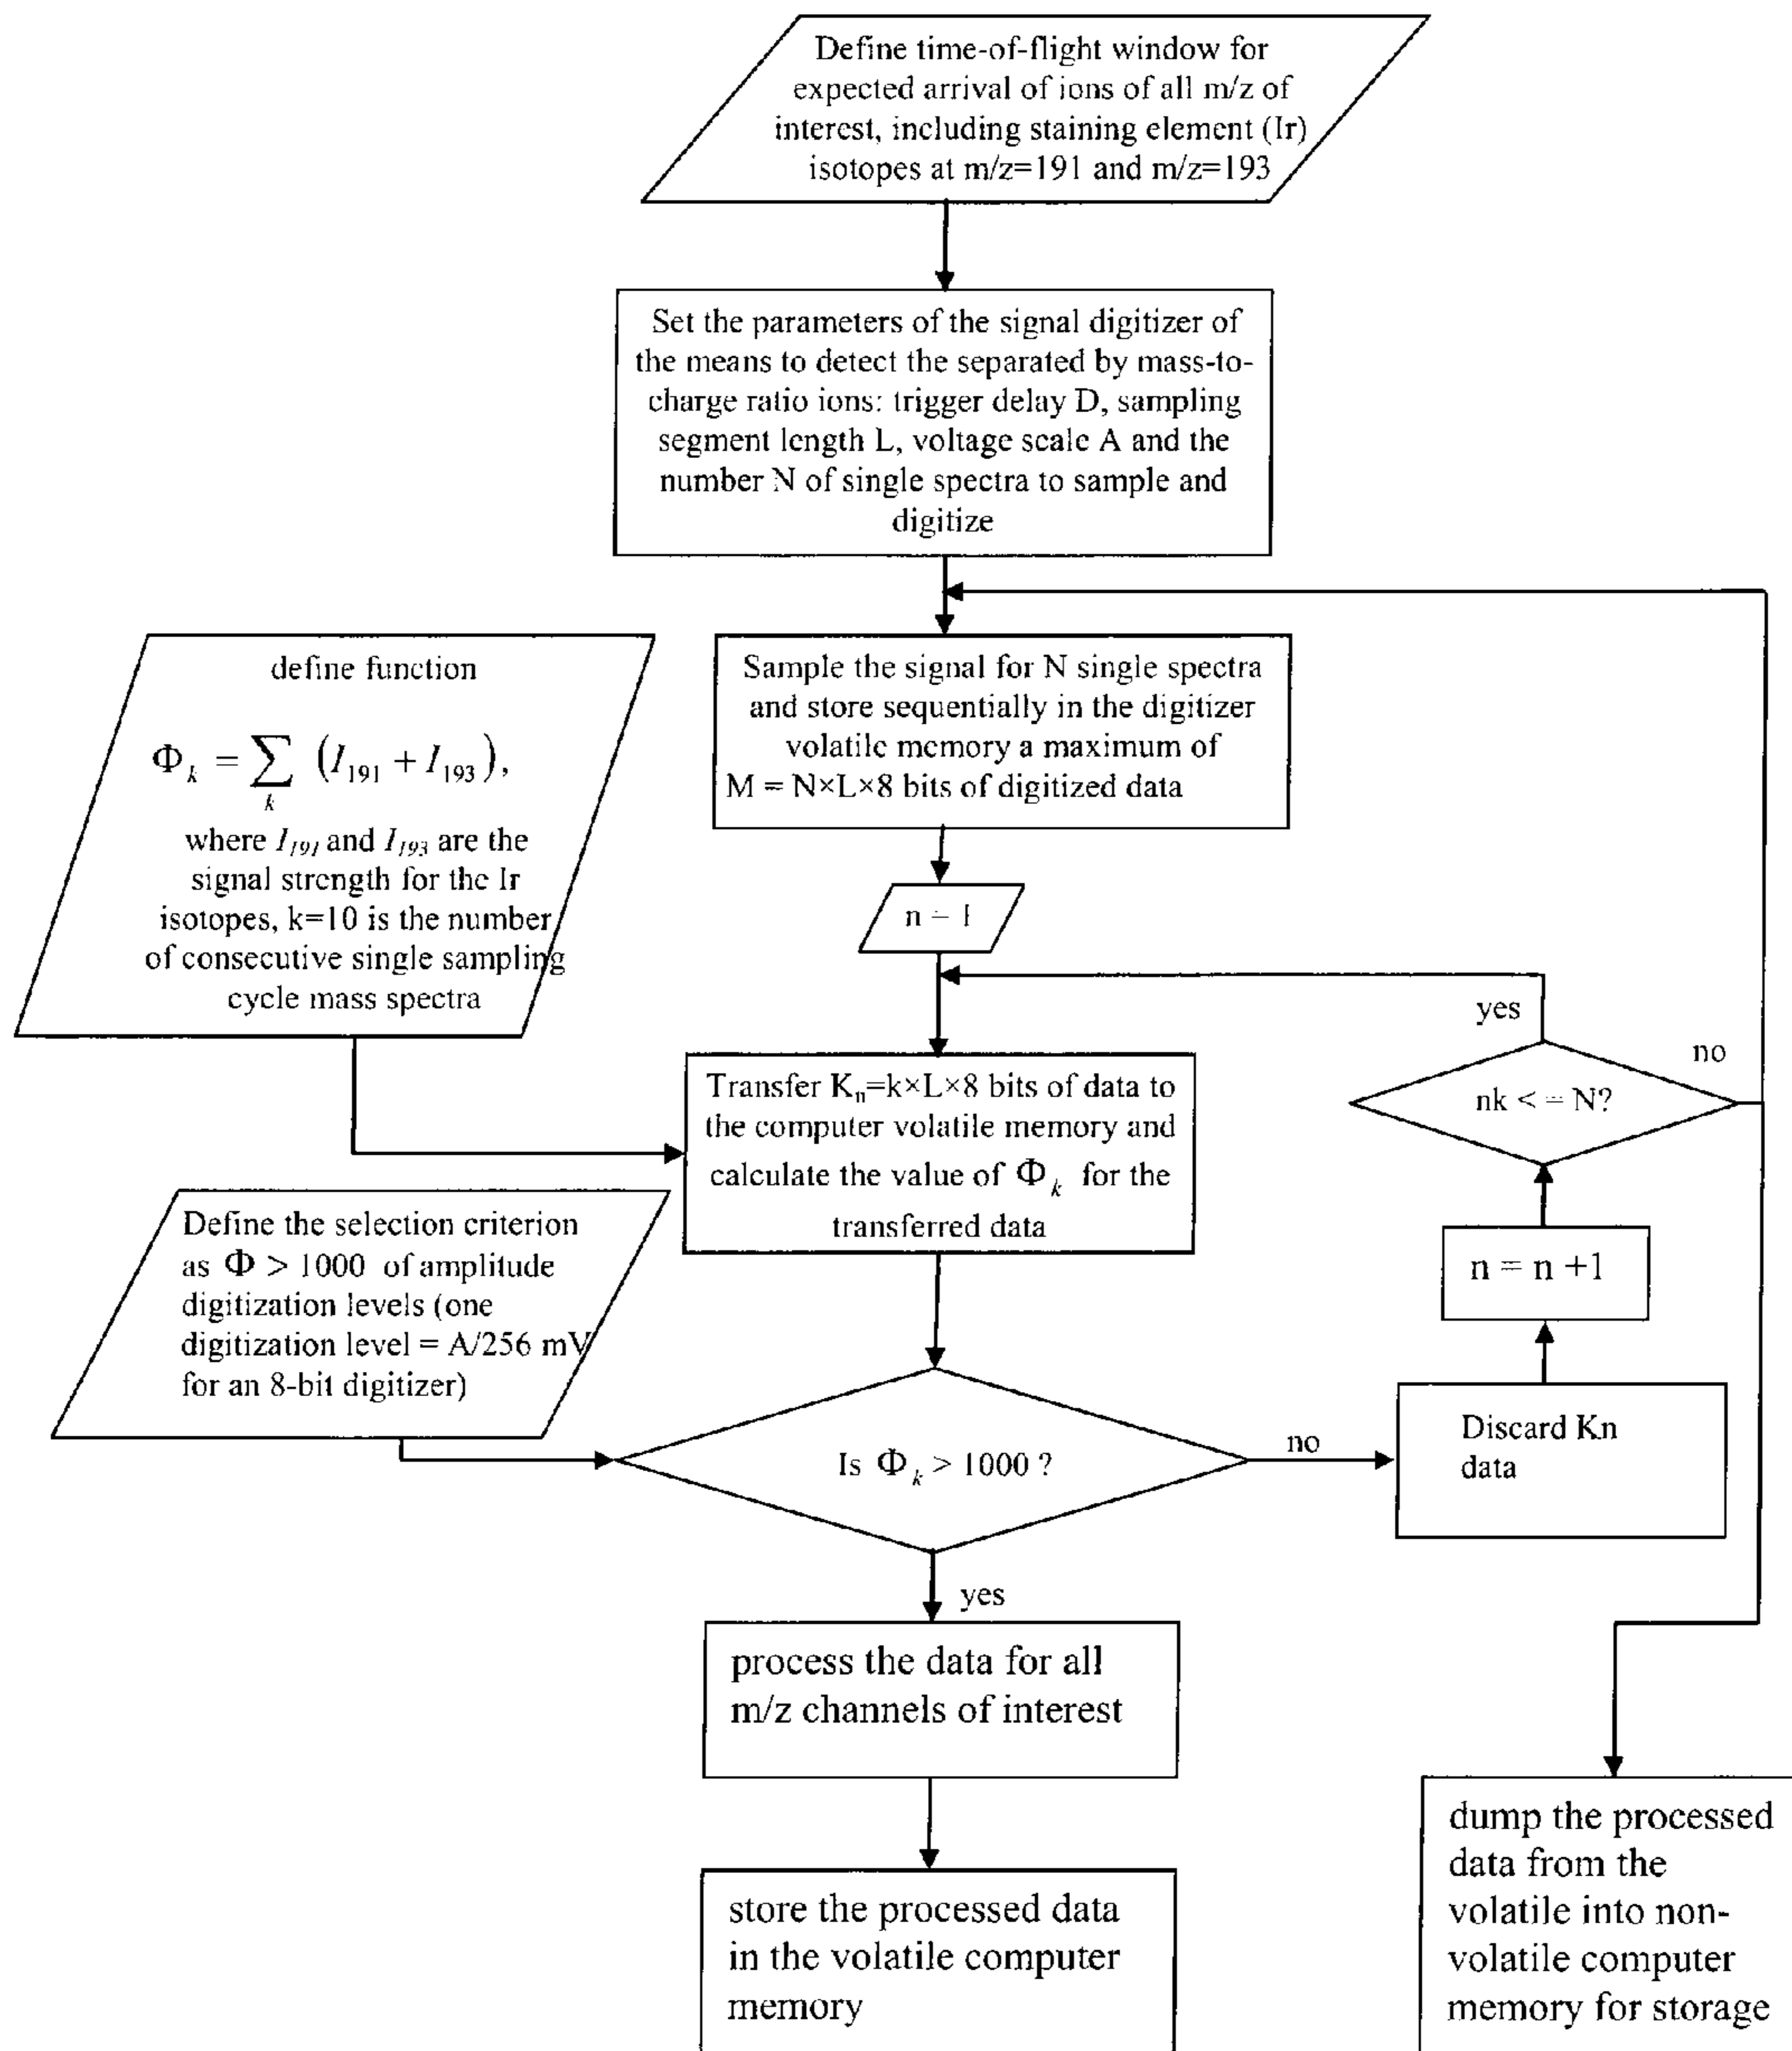 Define time-of-flight window for
expected arrival of ions of all m/z of
interest, including staining element (Ir)
isotopes at m/z=191 and m/z=193
Set the parameters of the signal digitizer of
the means to detect the separated by mass-to-
charge ratio ions: trigger delay D, sampling
segment length L, voltage scale A and the
number N of single spectra to sample and
digitize
define function
Φₖ = ∑ₖ (I₁₉₁ + I₁₉₃),
where I₁₉₁ and I₁₉₃ are the
signal strength for the Ir
isotopes, k=10 is the number
of consecutive single sampling
cycle mass spectra
Sample the signal for N single spectra
and store sequentially in the digitizer
volatile memory a maximum of
M = N×L×8 bits of digitized data
n = 1
Transfer Kₙ=k×L×8 bits of data to
the computer volatile memory and
calculate the value of Φₖ for the
transferred data
yes
no
nk < = N?
n = n +1
Define the selection criterion
as Φ > 1000 of amplitude
digitization levels (one
digitization level = A/256 mV
for an 8-bit digitizer)
Is Φₖ > 1000 ?
no
Discard Kn
data
yes
process the data for all
m/z channels of interest
store the processed data
in the volatile computer
memory
dump the processed
data from the
volatile into non-
volatile computer
memory for storage